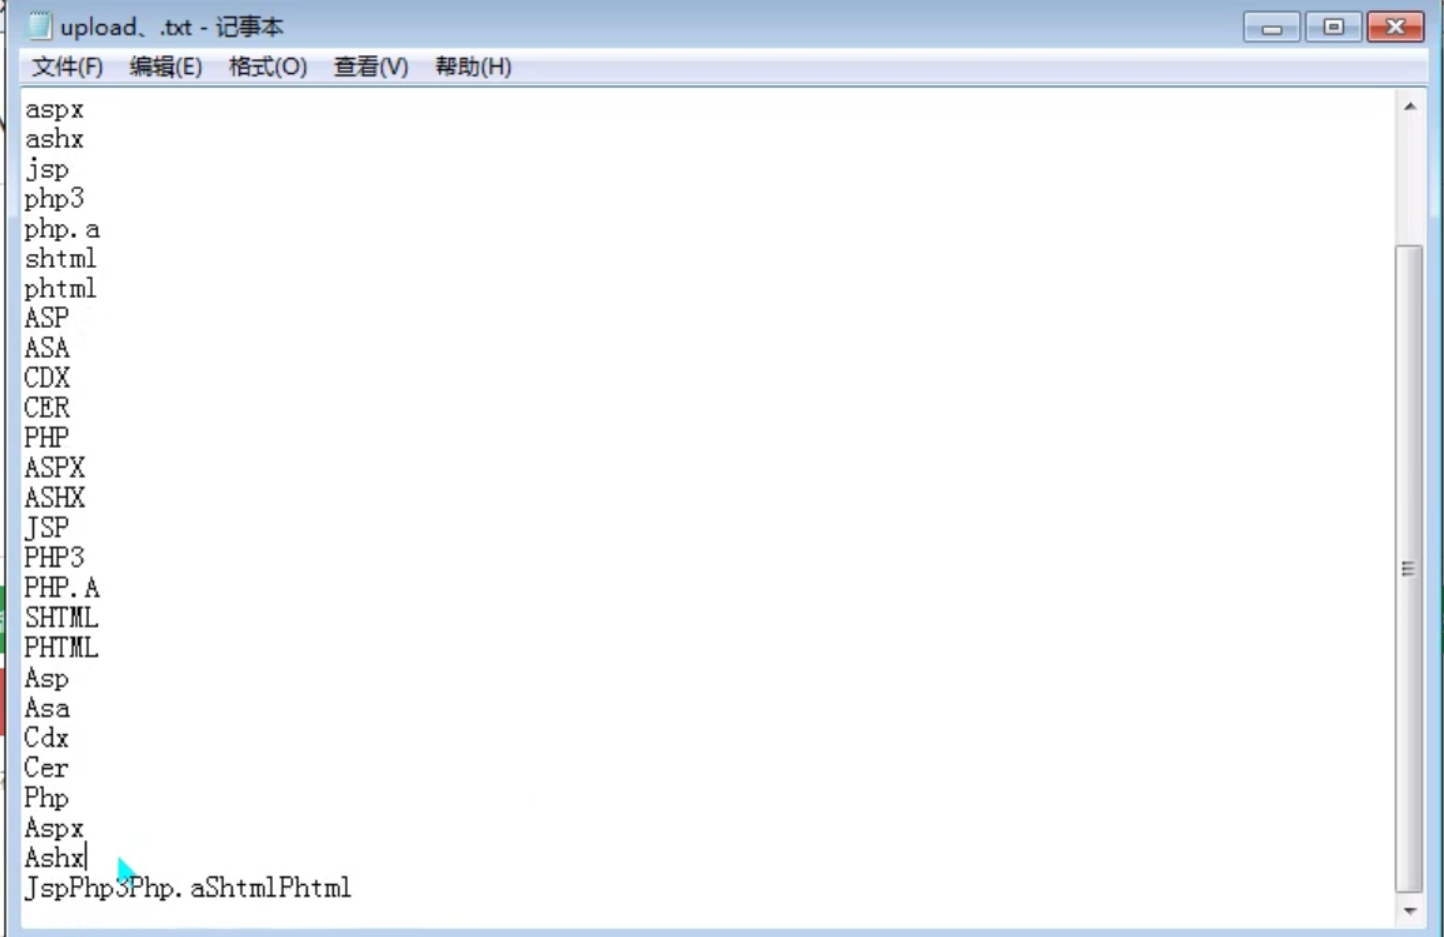 upload、.txt - 记事本
文件(F) 编辑(E) 格式(O) 查看(V) 帮助(H)
aspx
ashx
jsp
php3
php.a
shtml
phtml
ASP
ASA
CDX
CER
PHP
ASPX
ASHX
JSP
PHP3
PHP.A
SHTML
PHTML
Asp
Asa
Cdx
Cer
Php
Aspx
Ashx
JspPhp3Php.aShtmlPhtml